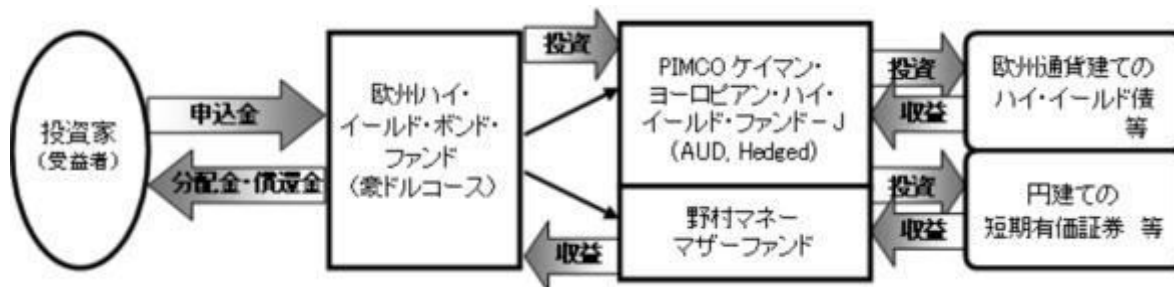 投資家
(受益者)
申込金
分配金・償還金
欧州ハイ・
イールド・ボンド・
ファンド
(豪ドルコース)
投資
収益
PIMCO ケイマン・
ヨーロピアン・ハイ・
イールド・ファンド－J
(AUD, Hedged)
野村マネー
マザーファンド
投資
収益
投資
収益
欧州通貨建ての
ハイ・イールド債
等
円建ての
短期有価証券 等